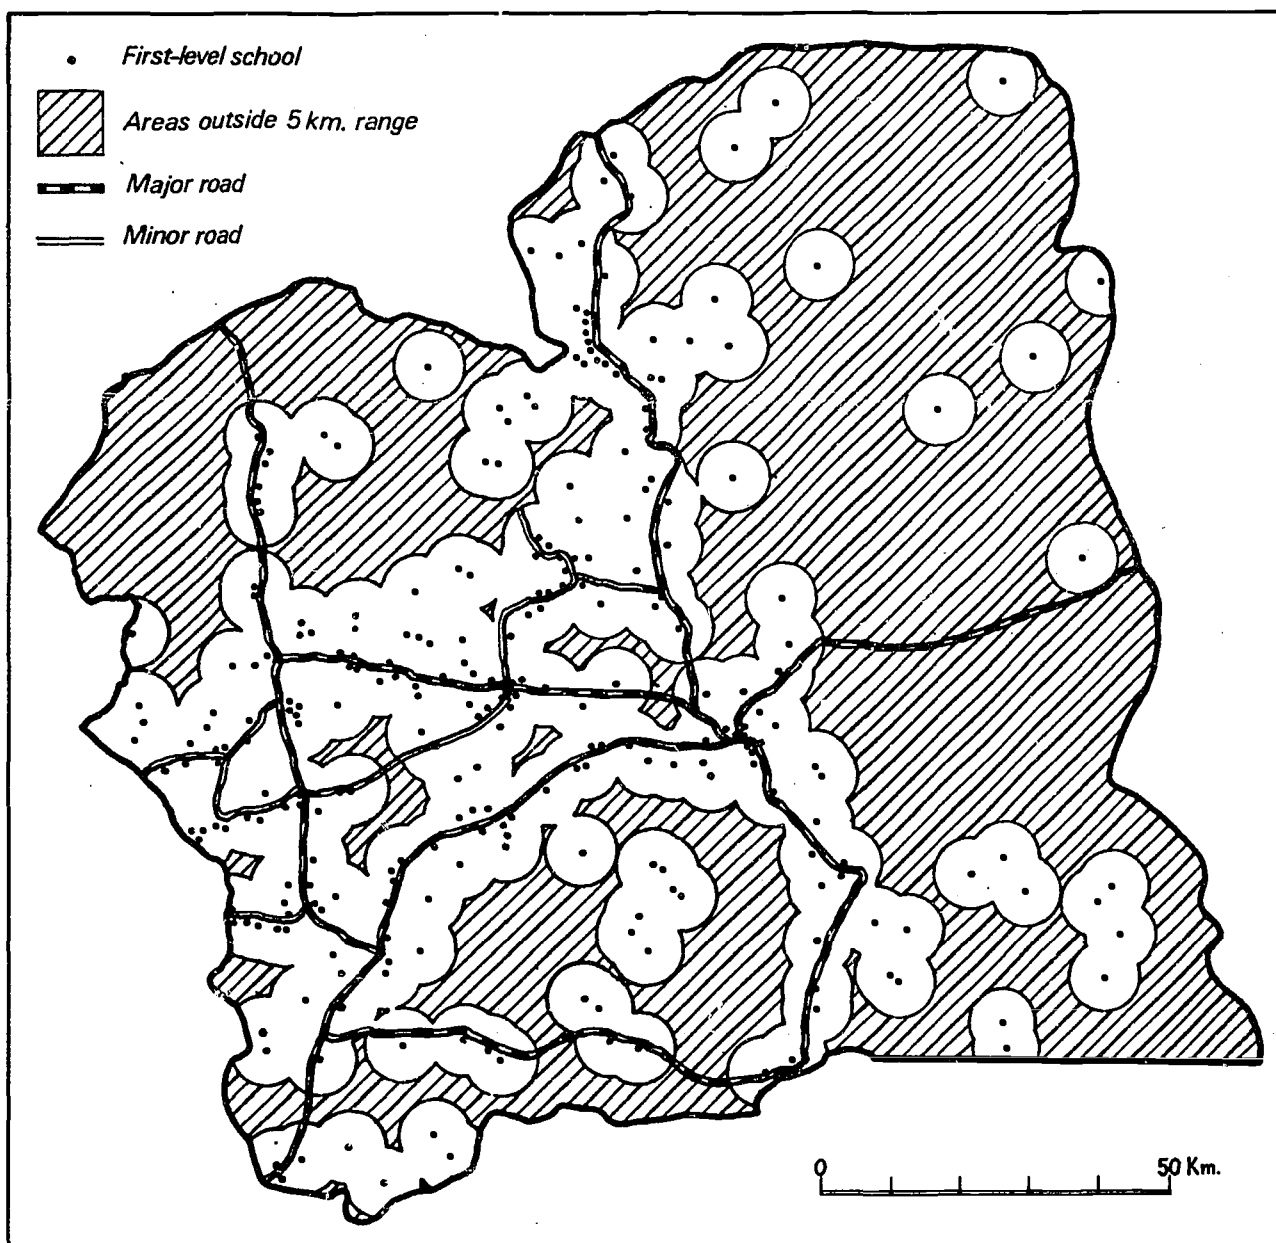 First-level school
Areas outside 5 km. range
Major road
Minor road
0 50 Km.